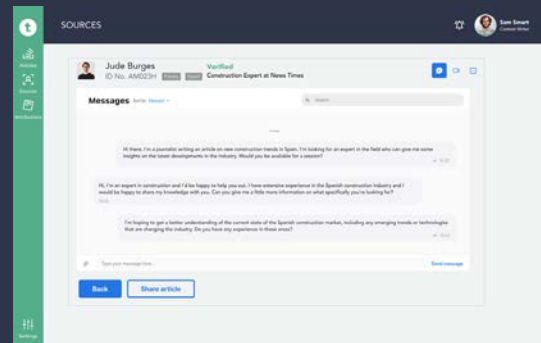 t
SOURCES
Sam Smart
Content Writer
Articles
Sources
Attributions
Jude Burges
ID No. AM023H
Verified
Construction Expert at News Times
Messages
Newest
Search
Hi there, I'm a journalist writing an article on new construction trends in Spain. I'm looking for an expert in the field who can give me some
insights on the latest developments in the industry. Would you be available for a session?
Hi, I'm an expert in construction and I'd be happy to help you out. I have extensive experience in the Spanish construction industry and I
would be happy to share my knowledge with you. Can you give me a little more information on what specifically you're looking for?
I'm hoping to get a better understanding of the current state of the Spanish construction market, including any emerging trends or technologies
that are changing the industry. Do you have any experience in these areas?
Type your message here...
Send message
Back
Share article
Settings